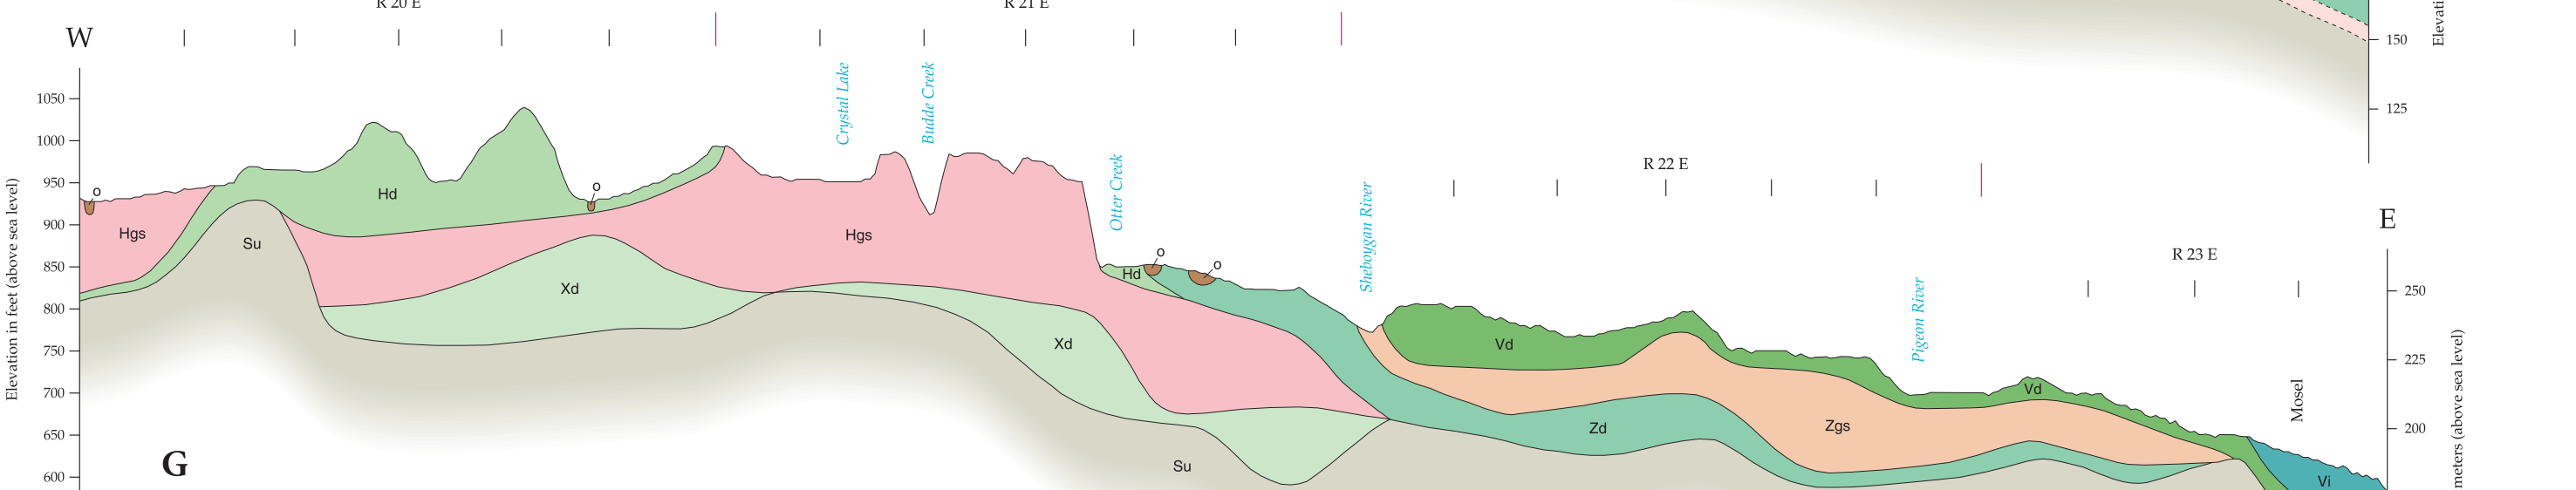 R 20 E
R 21 E
W
150
Elevati
125
Crystal Lake
Budde Creek
Otter Creek
Sheboygan River
Pigeon River
Mosel
R 22 E
R 23 E
E
Elevation in feet (above sea level)
1050
1000
950
900
850
800
750
700
650
600
250
225
200
meters (above sea level)
o
o
o
o
Hd
Hgs
Su
Hgs
Xd
Hd
Xd
Su
Vd
Zd
Zgs
Vd
Vi
G